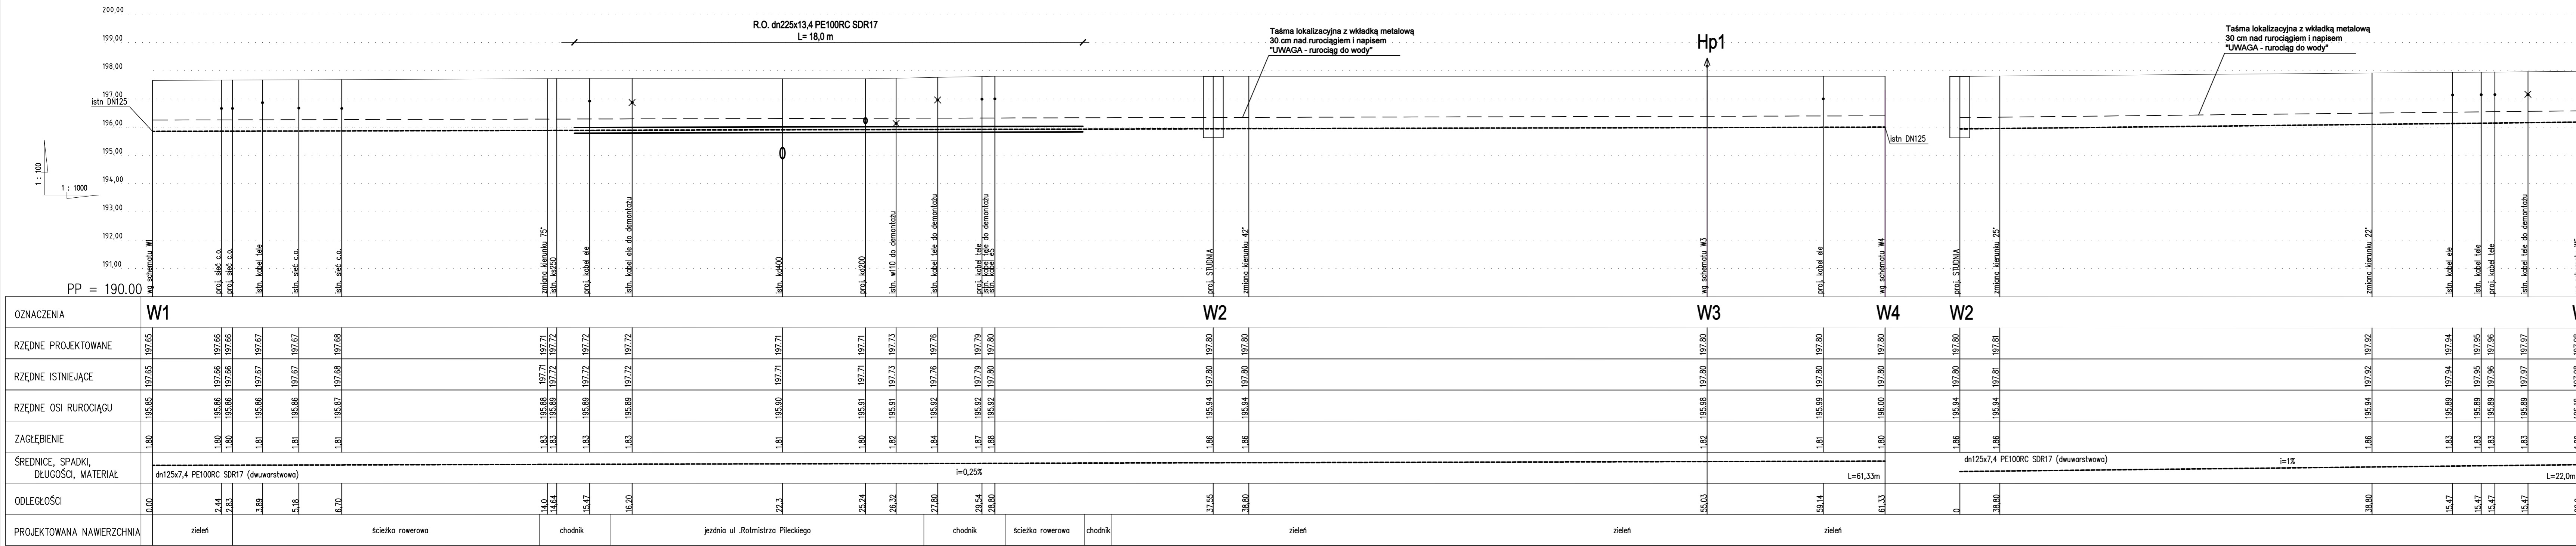 200,00
199,00
198,00
197,00
196,00
195,00
194,00
193,00
192,00
191,00
PP = 190.00
1 : 100
1 : 1000
istn DN125
R.O. dn225x13,4 PE100RC SDR17
L= 18,0 m
Taśma lokalizacyjna z wkładką metalową
30 cm nad rurociągiem i napisem
"UWAGA - rurociąg do wody"
Hp1
istn DN125
Taśma lokalizacyjna z wkładką metalową
30 cm nad rurociągiem i napisem
"UWAGA - rurociąg do wody"
wg schematu W1
proj. sieć c.o.
proj. sieć c.o.
istn. kabel tele
istn. sieć c.o.
istn. sieć c.o.
zmiana kierunku 75°
istn. ks250
proj. kabel ele
istn. kabel ele do demontażu
istn. kd400
proj. kd200
istn. w110 do demontażu
istn. kabel tele do demontażu
proj. kabel tele
istn. kabel tele do demontażu
istn. kabel eŚ
proj. STUDNIA
zmiana kierunku 42°
wg schematu W3
proj. kabel ele
wg schematu W4
proj. STUDNIA
zmiana kierunku 25°
zmiana kierunku 22°
istn. kabel ele
istn. kabel tele
proj. kabel tele
istn. kabel tele do demontażu
OZNACZENIA W1 W2 W3 W4 W2
RZĘDNE PROJEKTOWANE 197.65 197.66 197.66 197.67 197.67 197.68 197.71 197.72 197.72 197.72 197.71 197.71 197.73 197.76 197.79 197.80 197.80 197.80 197.80 197.80 197.80 197.80 197.81 197.92 197.94 197.95 197.96 197.97
RZĘDNE ISTNIEJĄCE 197.65 197.66 197.66 197.67 197.67 197.68 197.71 197.72 197.72 197.72 197.71 197.71 197.73 197.76 197.79 197.80 197.80 197.80 197.80 197.80 197.80 197.80 197.81 197.92 197.94 197.95 197.96 197.97
RZĘDNE OSI RUROCIĄGU 195.85 195.86 195.86 195.86 195.86 195.87 195.88 195.89 195.89 195.89 195.90 195.91 195.91 195.92 195.92 195.92 195.94 195.94 195.98 195.99 196.00 195.94 195.94 195.94 195.89 195.89 195.89 195.89
ZAGŁĘBIENIE 1.80 1.80 1.80 1.81 1.81 1.81 1.83 1.83 1.83 1.83 1.81 1.80 1.82 1.84 1.87 1.88 1.86 1.86 1.82 1.81 1.80 1.86 1.86 1.86 1.83 1.83 1.83 1.83
ŚREDNICE, SPADKI,
DŁUGOŚCI, MATERIAŁ
dn125x7,4 PE100RC SDR17 (dwuwarstwowa) i=0,25% L=61,33m
dn125x7,4 PE100RC SDR17 (dwuwarstwowa) i=1% L=22,0m
ODLEGŁOŚCI 0.00 2.44 2.83 3.89 5.18 6.70 14.0 14.64 15.47 16.20 22.3 25.24 26.32 27.80 29.54 28.80 37.55 38.80 55.03 59.14 61.33 0 38.80 38.80 15.47 15.47 15.47 15.47
PROJEKTOWANA NAWIERZCHNIA zieleń ścieżka rowerowa chodnik jezdnia ul .Rotmistrza Pileckiego chodnik ścieżka rowerowa chodnik zieleń zieleń zieleń